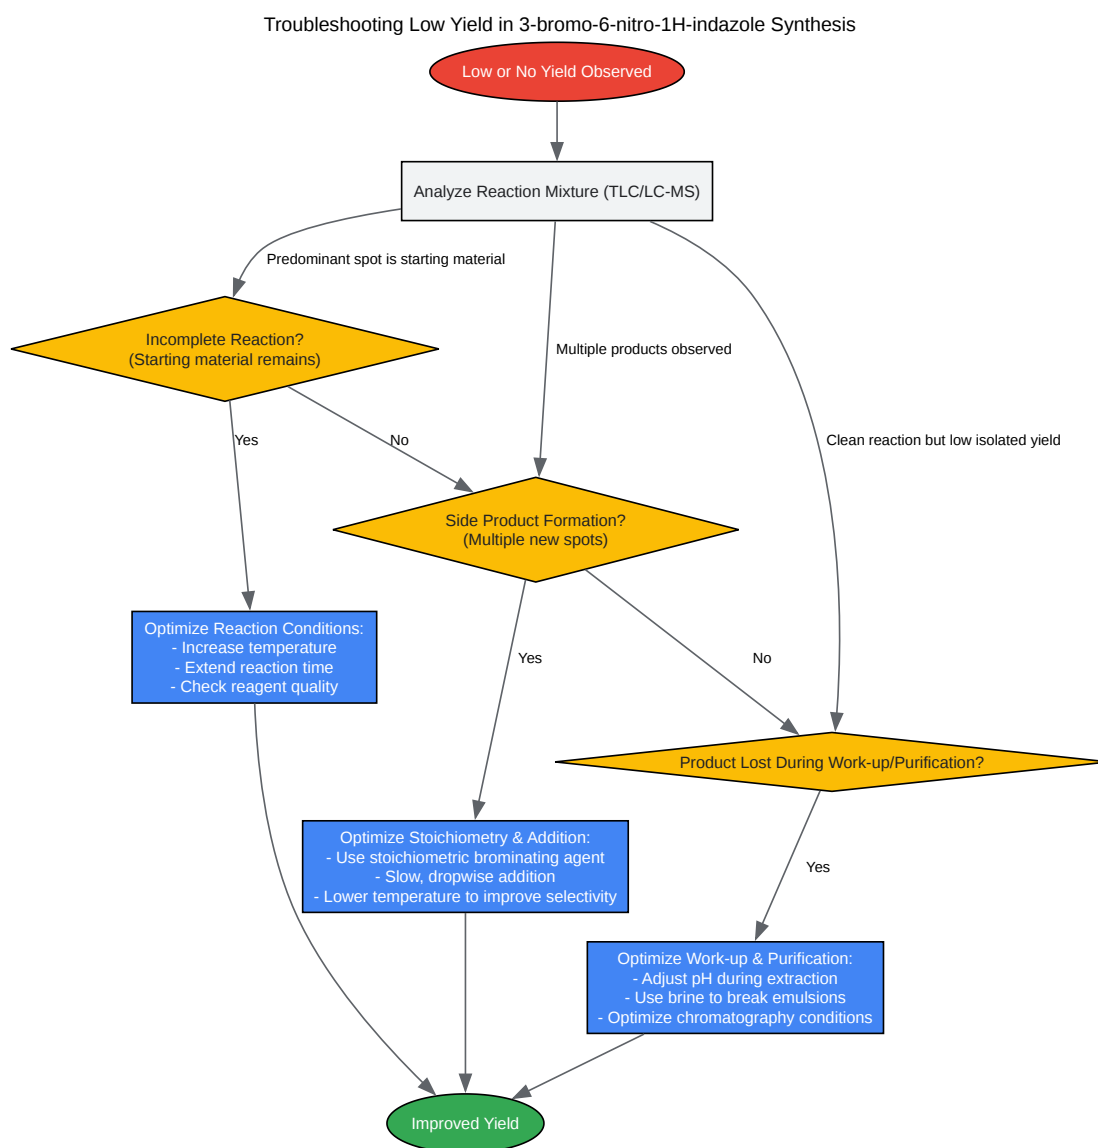 Troubleshooting Low Yield in 3-bromo-6-nitro-1H-indazole Synthesis
Low or No Yield Observed
Analyze Reaction Mixture (TLC/LC-MS)
Predominant spot is starting material
Incomplete Reaction?
(Starting material remains)
Multiple products observed
Clean reaction but low isolated yield
Yes
No
Side Product Formation?
(Multiple new spots)
Optimize Reaction Conditions:
- Increase temperature
- Extend reaction time
- Check reagent quality
Yes
No
Product Lost During Work-up/Purification?
Optimize Stoichiometry & Addition:
- Use stoichiometric brominating agent
- Slow, dropwise addition
- Lower temperature to improve selectivity
Yes
Optimize Work-up & Purification:
- Adjust pH during extraction
- Use brine to break emulsions
- Optimize chromatography conditions
Improved Yield